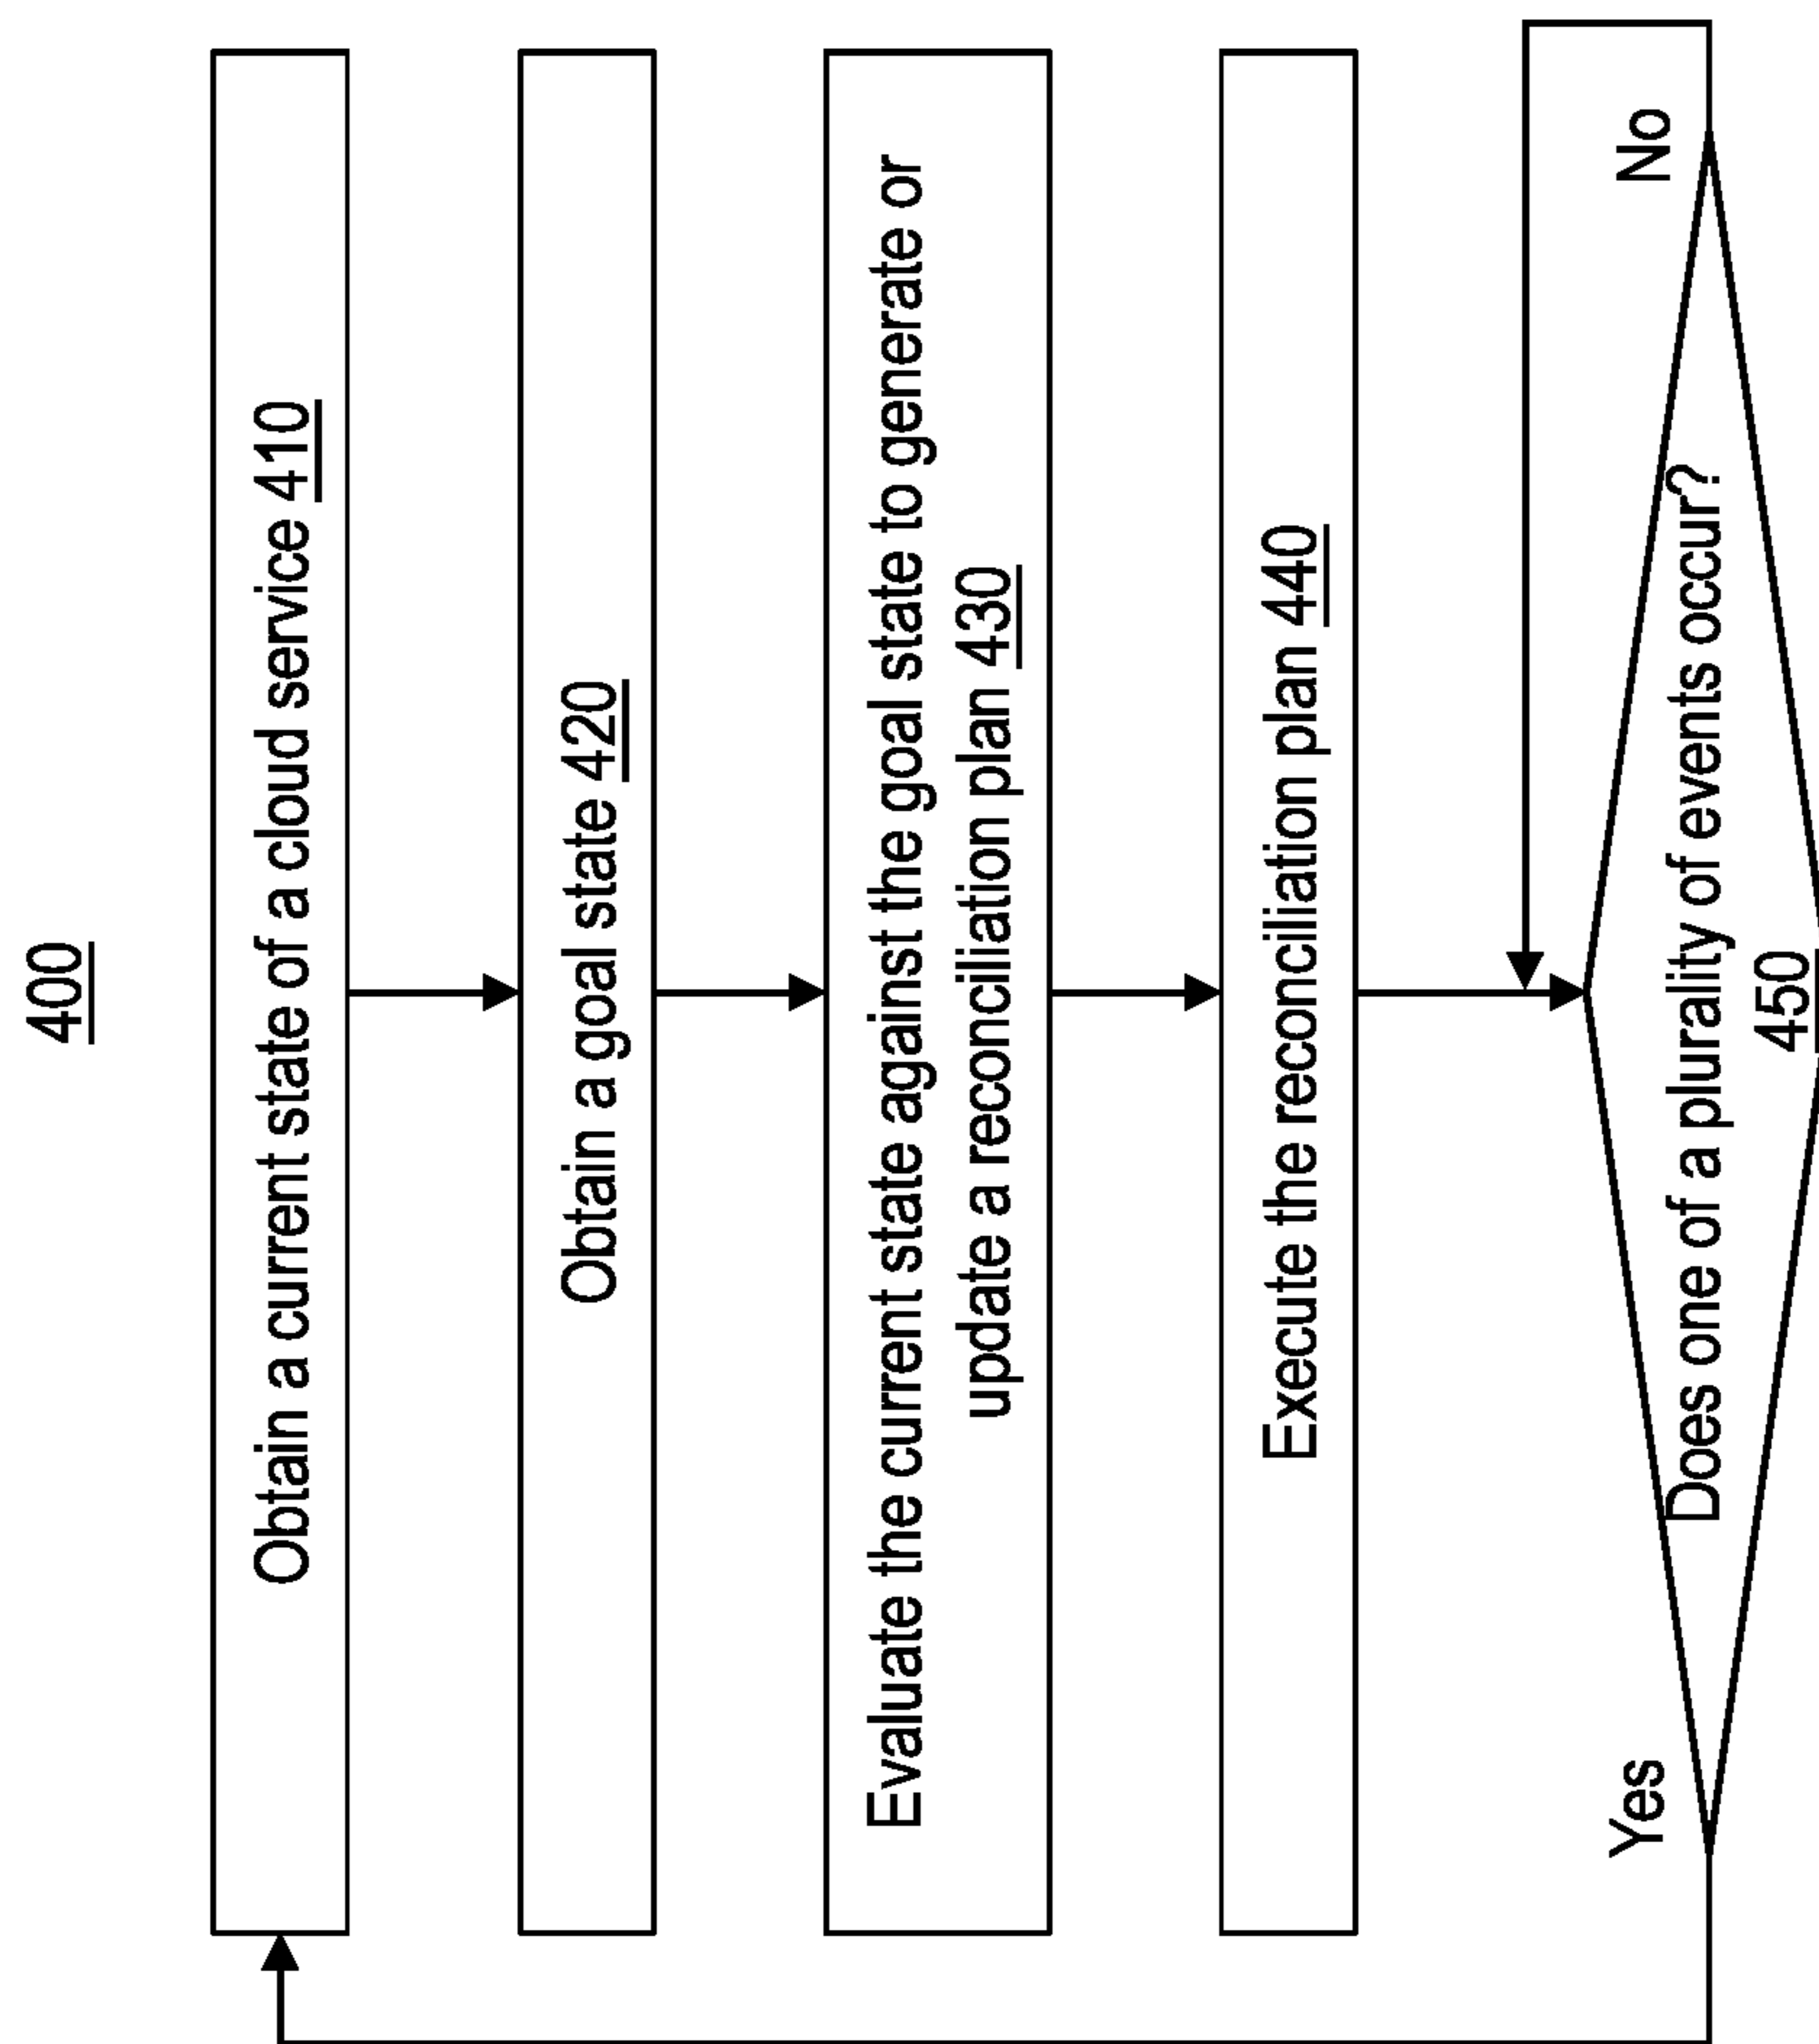 400
Obtain a current state of a cloud service 410
Obtain a goal state 420
Evaluate the current state against the goal state to generate or
update a reconciliation plan 430
Execute the reconciliation plan 440
Yes
No
Does one of a plurality of events occur?
450